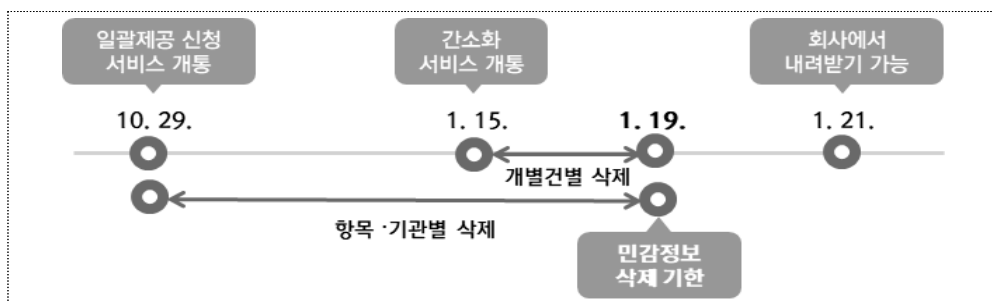 일괄제공 신청
서비스 개통
간소화
서비스 개통
회사에서
내려받기 가능
10. 29.
1. 15.
1. 19.
1. 21.
개별건별 삭제
항목 ·기관별 삭제
민감정보
삭제 기한